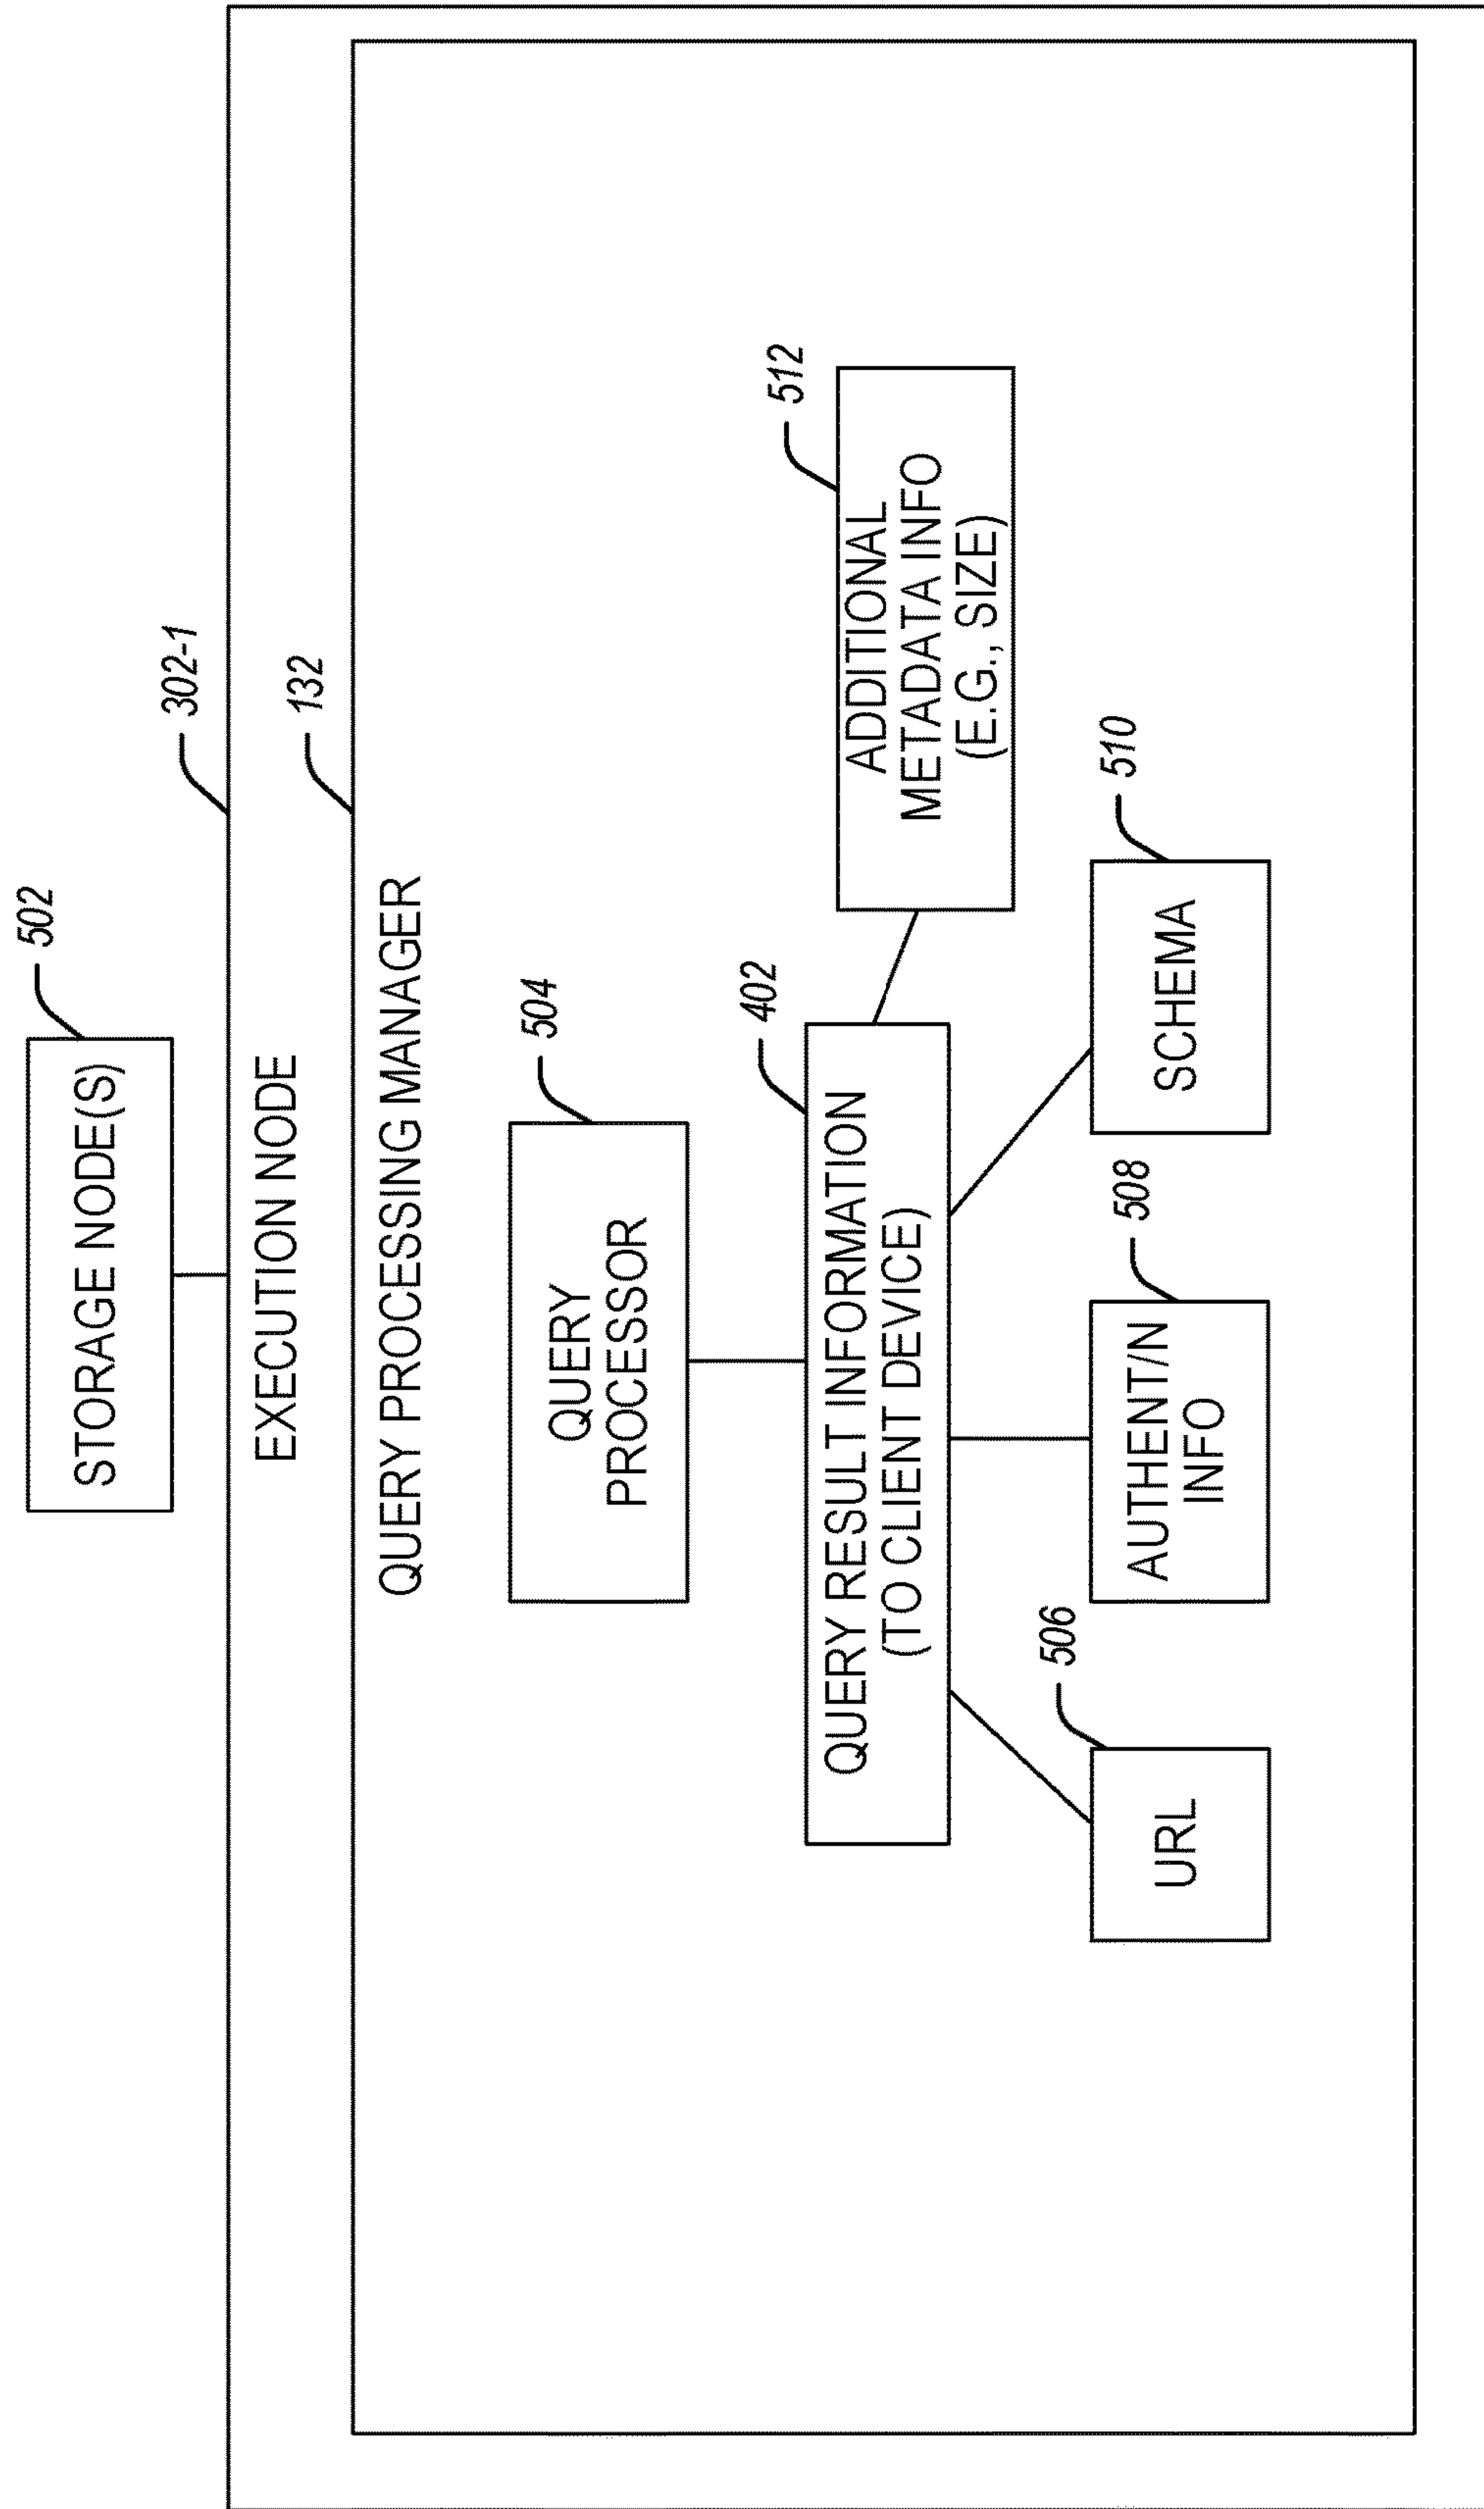 502
STORAGE NODE(S)
302-1
EXECUTION NODE
132
QUERY PROCESSING MANAGER
504
QUERY
PROCESSOR
402
QUERY RESULT INFORMATION
(TO CLIENT DEVICE)
512
ADDITIONAL
METADATA INFO
(E.G., SIZE)
506
URL
508
AUTHENT/N
INFO
510
SCHEMA